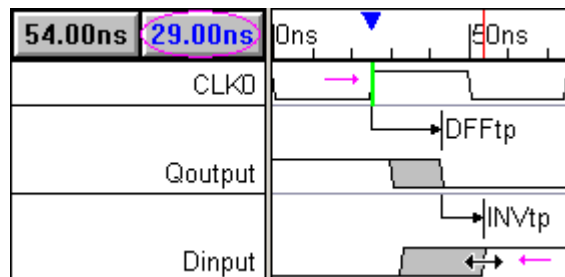 54.00ns 29.00ns 0ns 50ns
CLK0
DFFtp
Qoutput
INVtp
Dinput